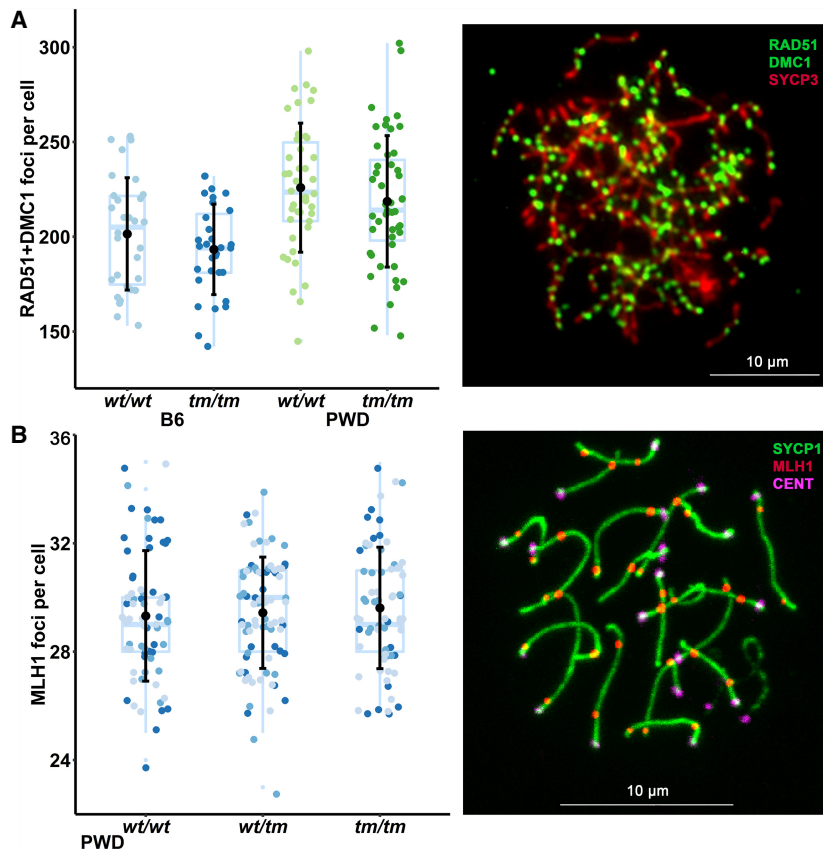 A
RAD51+DMC1 foci per cell
300
250
200
150
wt/wt tm/tm wt/wt tm/tm
B6 PWD
RAD51
DMC1
SYCP3
10 µm
B
MLH1 foci per cell
36
32
28
24
wt/wt wt/tm tm/tm
PWD
SYCP1
MLH1
CENT
10 µm